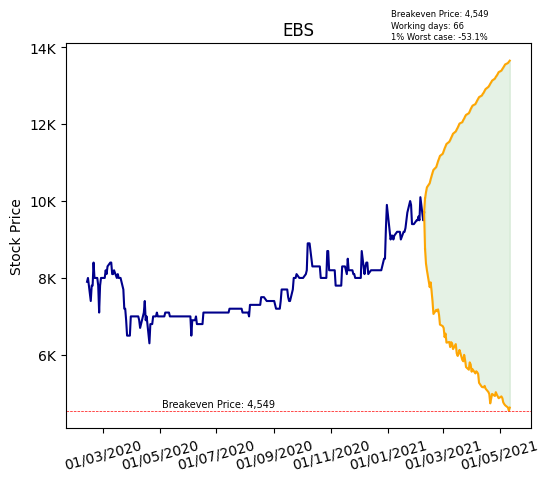 Breakeven Price: 4,549
Working days: 66
1% Worst case: -53.1%
EBS
14K
12K
10K
8K
6K
Stock Price
Breakeven Price: 4,549
01/03/2020
01/05/2020
01/07/2020
01/09/2020
01/11/2020
01/01/2021
01/03/2021
01/05/2021